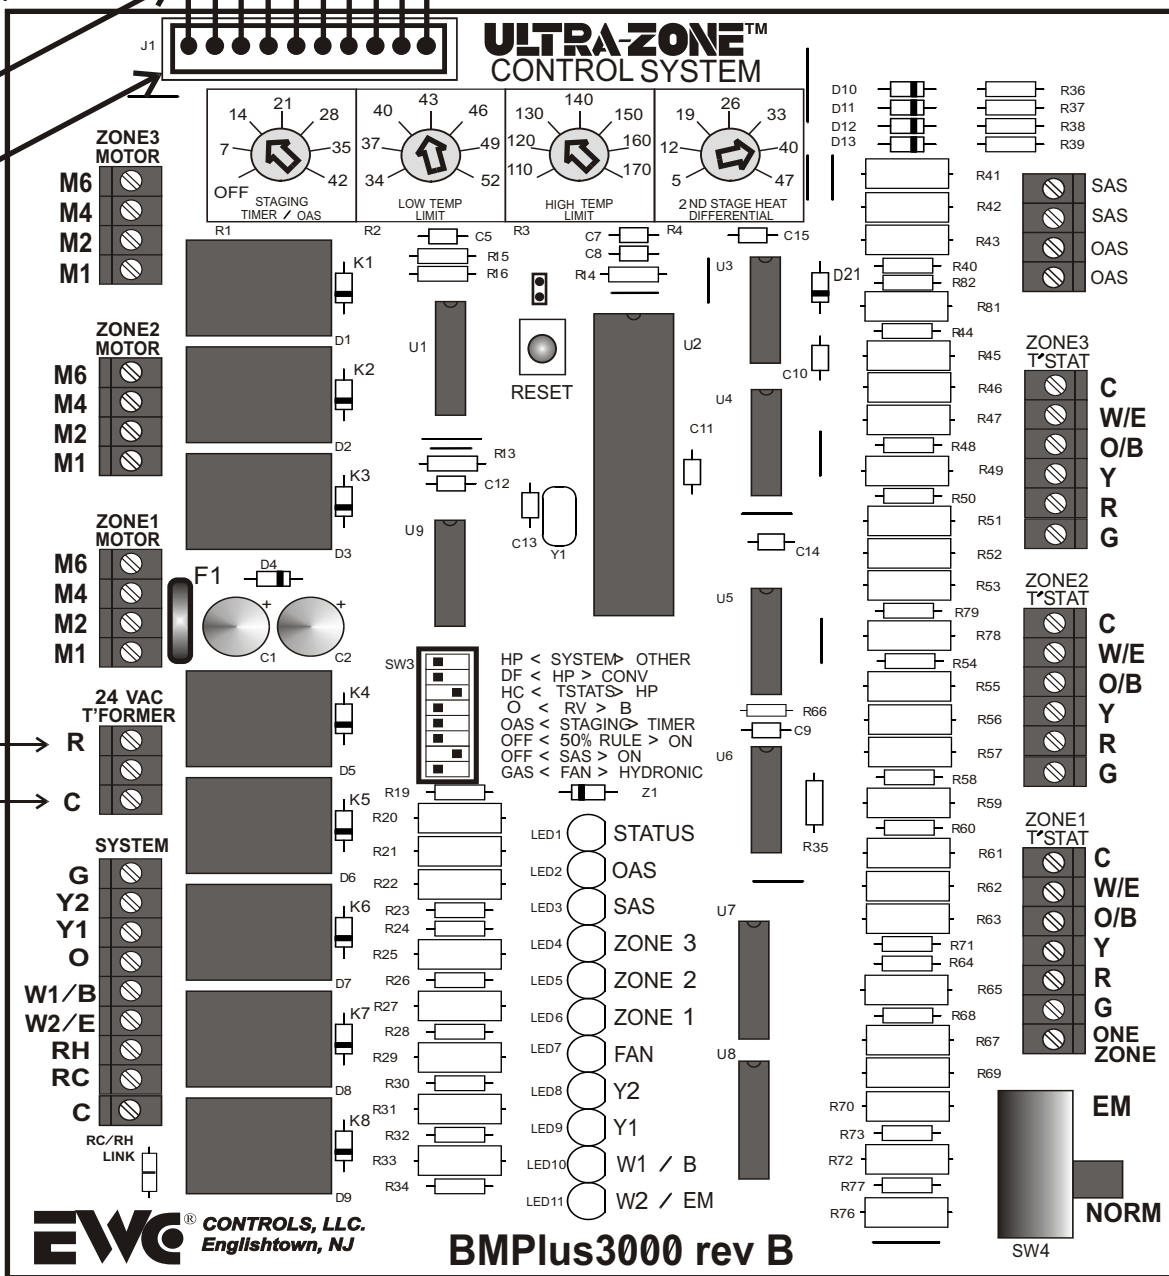 J1
ULTRA-ZONE™
CONTROL SYSTEM
OFF 7 14 21 28 35 42
STAGING
TIMER / OAS
34 37 40 43 46 49 52
LOW TEMP
LIMIT
110 120 130 140 150 160 170
HIGH TEMP
LIMIT
5 12 19 26 33 40 47
2ND STAGE HEAT
DIFFERENTIAL
R1
R2
R3
R4
D10
D11
D12
D13
R36
R37
R38
R39
ZONE3
MOTOR
M6
M4
M2
M1
ZONE2
MOTOR
M6
M4
M2
M1
ZONE1
MOTOR
M6
M4
M2
M1
24 VAC
T'FORMER
R
C
SYSTEM
G
Y2
Y1
O
W1/B
W2/E
RH
RC
C
RC/RH
LINK
K1
D1
K2
D2
K3
D3
F1
D4
+
+
C1
C2
K4
D5
K5
D6
K6
D7
K7
D8
K8
D9
C5
R15
R16
U1
R13
C12
U9
RESET
C7
C8
R14
U2
C11
C13
Y1
C15
U3
D21
C10
U4
C14
U5
R66
C9
U6
R35
U7
U8
SW3
HP < SYSTEM> OTHER
DF < HP > CONV
HC < TSTATS> HP
O < RV > B
OAS < STAGING> TIMER
OFF < 50% RULE > ON
OFF < SAS > ON
GAS < FAN > HYDRONIC
Z1
R19
R20
R21
R22
R23
R24
R25
R26
R27
R28
R29
R30
R31
R32
R33
R34
LED1 STATUS
LED2 OAS
LED3 SAS
LED4 ZONE 3
LED5 ZONE 2
LED6 ZONE 1
LED7 FAN
LED8 Y2
LED9 Y1
LED10 W1 / B
LED11 W2 / EM
R41
R42
R43
R40
R82
R81
R44
R45
R46
R47
R48
R49
R50
R51
R52
R53
R79
R78
R54
R55
R56
R57
R58
R59
R60
R61
R62
R63
R71
R64
R65
R68
R67
R69
R70
R73
R72
R77
R76
SAS
SAS
OAS
OAS
ZONE3
T'STAT
C
W/E
O/B
Y
R
G
ZONE2
T'STAT
C
W/E
O/B
Y
R
G
ZONE1
T'STAT
C
W/E
O/B
Y
R
G
ONE
ZONE
EM
NORM
SW4
EWC® CONTROLS, LLC.
Englishtown, NJ
BMPlus3000 rev B